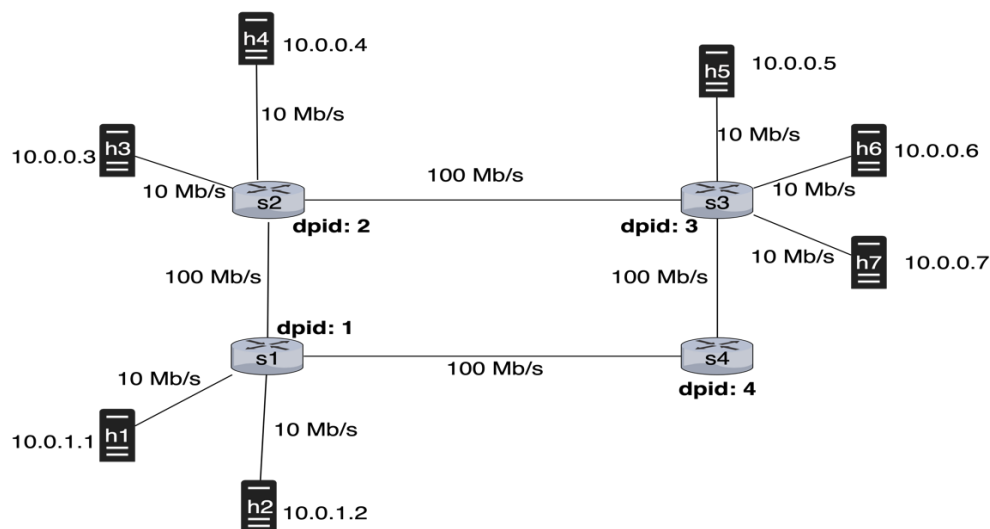 h4 10.0.0.4
h5 10.0.0.5
10 Mb/s
10 Mb/s
10.0.0.3 h3
h6 10.0.0.6
10 Mb/s
100 Mb/s
10 Mb/s
s2
s3
dpid: 2
dpid: 3
10 Mb/s
h7 10.0.0.7
100 Mb/s
100 Mb/s
dpid: 1
s1
s4
100 Mb/s
10 Mb/s
dpid: 4
10 Mb/s
10.0.1.1 h1
h2 10.0.1.2